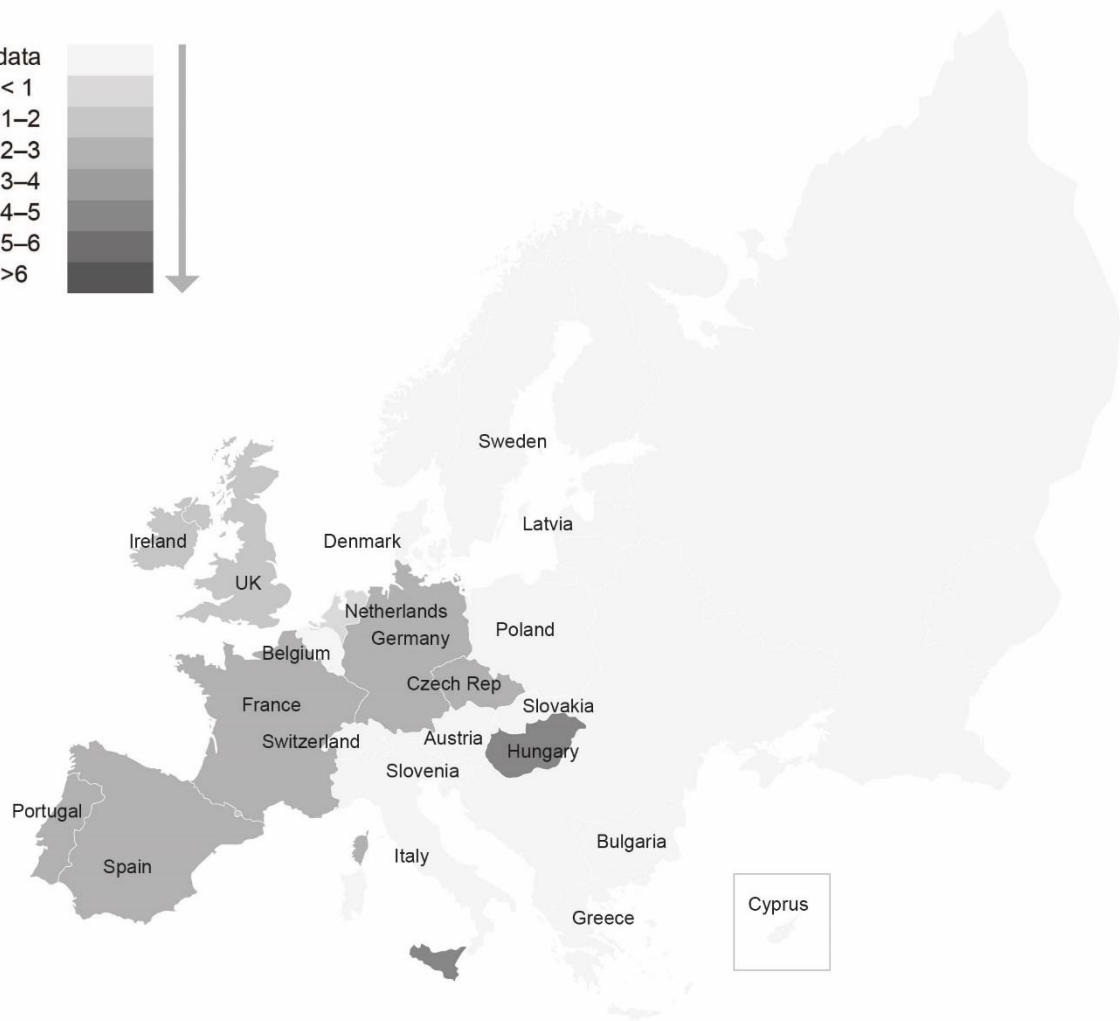 data
< 1
1–2
2–3
3–4
4–5
5–6
>6
Sweden
Latvia
Ireland
Denmark
UK
Netherlands
Germany
Poland
Belgium
Czech Rep
France
Slovakia
Switzerland
Austria
Hungary
Slovenia
Portugal
Bulgaria
Italy
Spain
Cyprus
Greece